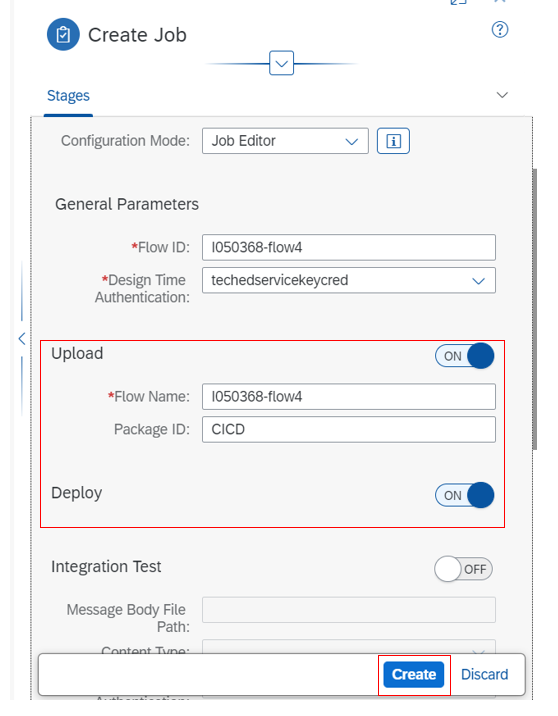 Create Job
Stages
Configuration Mode: Job Editor
General Parameters
*Flow ID: I050368-flow4
*Design Time
Authentication: techedservicekeycred
Upload ON
*Flow Name: I050368-flow4
Package ID: CICD
Deploy ON
Integration Test OFF
Message Body File
Path:
Content Type:
Create Discard
Authentication: